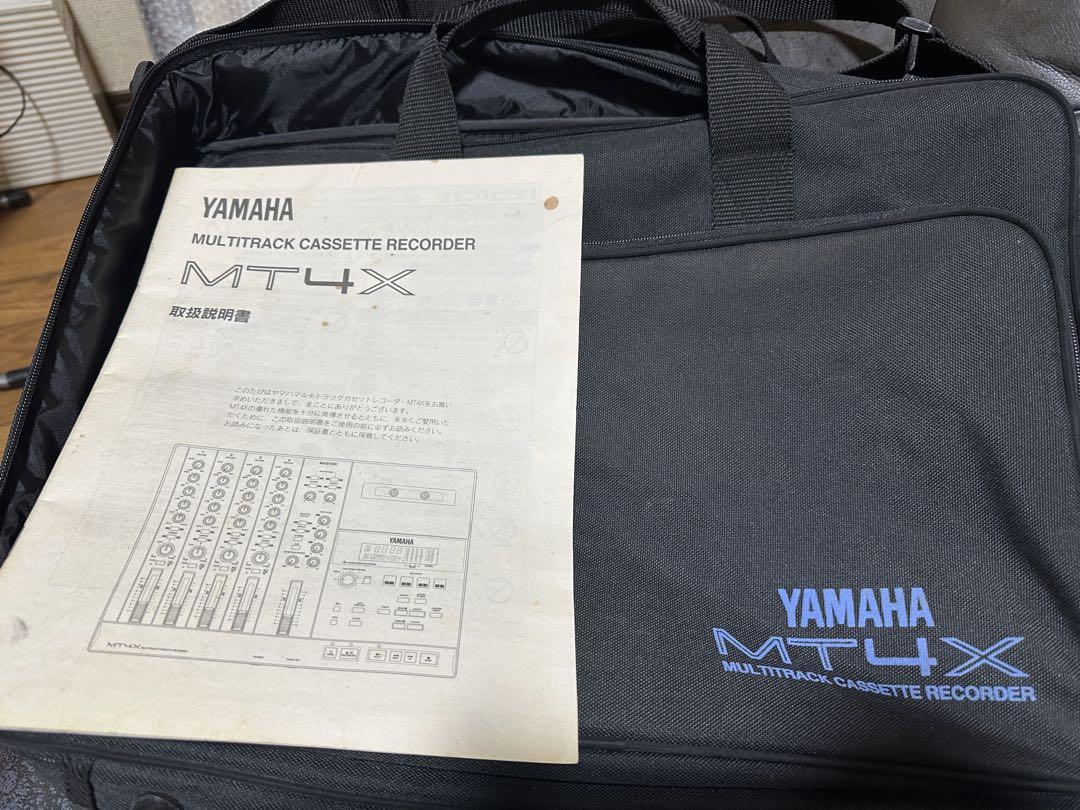 YAMAHA
MULTITRACK CASSETTE RECORDER
MT4X
取扱説明書
このたびはヤマハマルチトラックカセットレコーダーMT4Xをお買い
求めいただきまして、まことにありがとうございます。
MT4Xの優れた機能を十分に発揮させるとともに、末永くご愛用いた
だくために、この取扱説明書をご使用の前に必ずお読みください。
お読みになったあとは、保証書とともに保管してください。
1 2 3 4 MASTER
YAMAHA
MT4X MULTITRACK CASSETTE RECORDER
YAMAHA
MT4X
MULTITRACK CASSETTE RECORDER